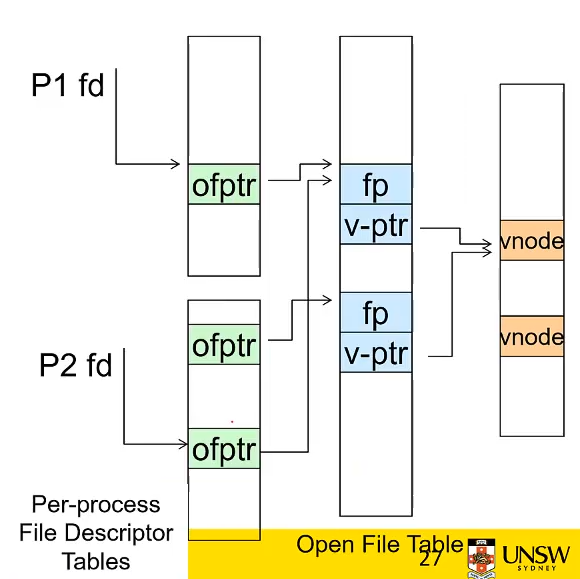 P1 fd
ofptr
fp
v-ptr
vnode
fp
ofptr
v-ptr
vnode
P2 fd
ofptr
Per-process
File Descriptor
Tables
Open File Table
27
UNSW
SYDNEY